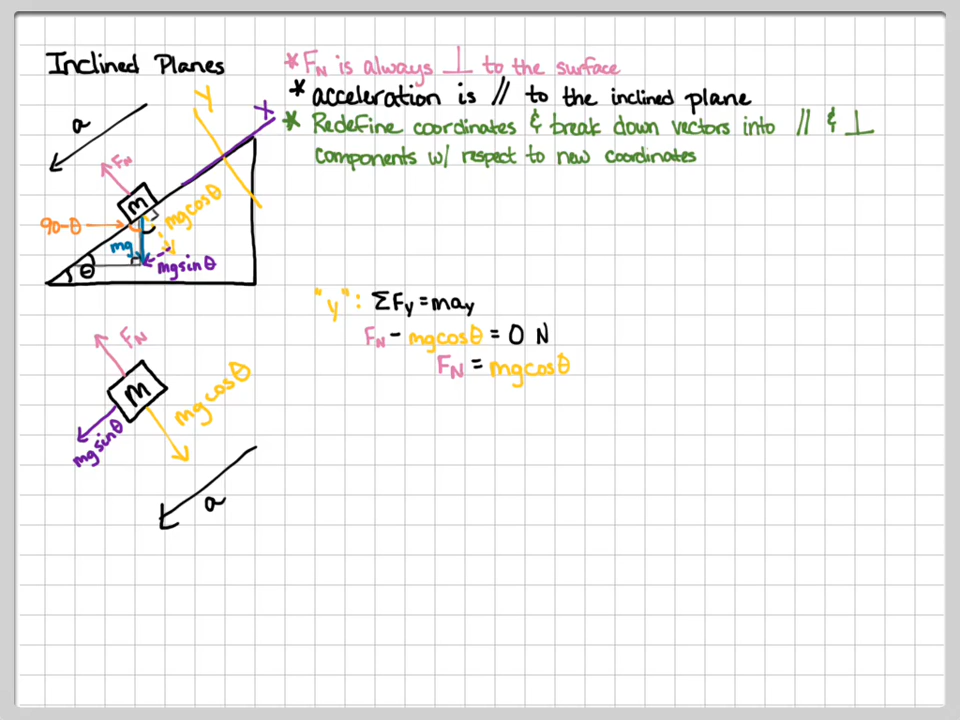 Inclined Planes
* FN is always ⊥ to the surface
* acceleration is // to the inclined plane
* Redefine coordinates & break down vectors into // & ⊥
components w/ respect to new coordinates
a
y
x
FN
m
mgcosθ
90-θ
mg
θ
mgsinθ
"y": ΣFy = may
FN - mgcosθ = 0 N
FN = mgcosθ
FN
m
mgcosθ
mgsinθ
a